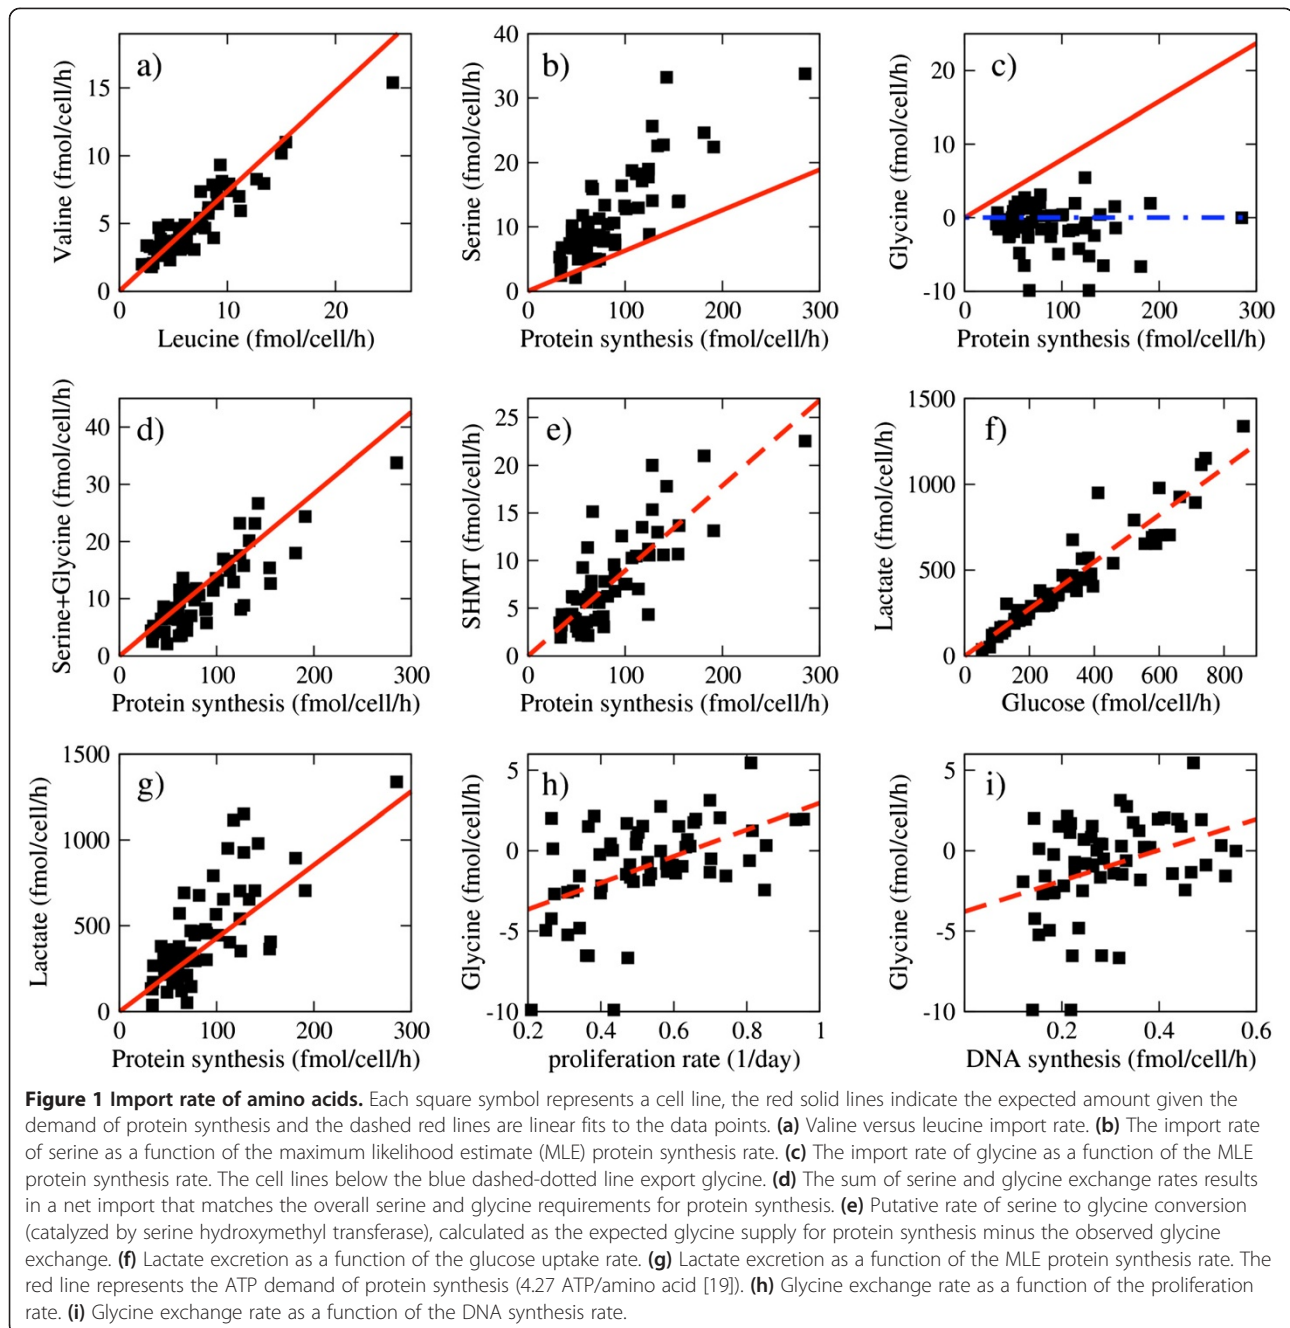 a)
Valine (fmol/cell/h)
15
10
5
0
0 10 20
Leucine (fmol/cell/h)
b)
Serine (fmol/cell/h)
40
30
20
10
0
0 100 200 300
Protein synthesis (fmol/cell/h)
c)
Glycine (fmol/cell/h)
20
10
0
-10
0 100 200 300
Protein synthesis (fmol/cell/h)
d)
Serine+Glycine (fmol/cell/h)
40
30
20
10
0
0 100 200 300
Protein synthesis (fmol/cell/h)
e)
SHMT (fmol/cell/h)
25
20
15
10
5
0
0 100 200 300
Protein synthesis (fmol/cell/h)
f)
Lactate (fmol/cell/h)
1500
1000
500
0
0 200 400 600 800
Glucose (fmol/cell/h)
g)
Lactate (fmol/cell/h)
1500
1000
500
0
0 100 200 300
Protein synthesis (fmol/cell/h)
h)
Glycine (fmol/cell/h)
5
0
-5
-10
0.2 0.4 0.6 0.8 1
proliferation rate (1/day)
i)
Glycine (fmol/cell/h)
5
0
-5
-10
0.2 0.4 0.6
DNA synthesis (fmol/cell/h)
Figure 1 Import rate of amino acids. Each square symbol represents a cell line, the red solid lines indicate the expected amount given the
demand of protein synthesis and the dashed red lines are linear fits to the data points. (a) Valine versus leucine import rate. (b) The import rate
of serine as a function of the maximum likelihood estimate (MLE) protein synthesis rate. (c) The import rate of glycine as a function of the MLE
protein synthesis rate. The cell lines below the blue dashed-dotted line export glycine. (d) The sum of serine and glycine exchange rates results
in a net import that matches the overall serine and glycine requirements for protein synthesis. (e) Putative rate of serine to glycine conversion
(catalyzed by serine hydroxymethyl transferase), calculated as the expected glycine supply for protein synthesis minus the observed glycine
exchange. (f) Lactate excretion as a function of the glucose uptake rate. (g) Lactate excretion as a function of the MLE protein synthesis rate. The
red line represents the ATP demand of protein synthesis (4.27 ATP/amino acid [19]). (h) Glycine exchange rate as a function of the proliferation
rate. (i) Glycine exchange rate as a function of the DNA synthesis rate.